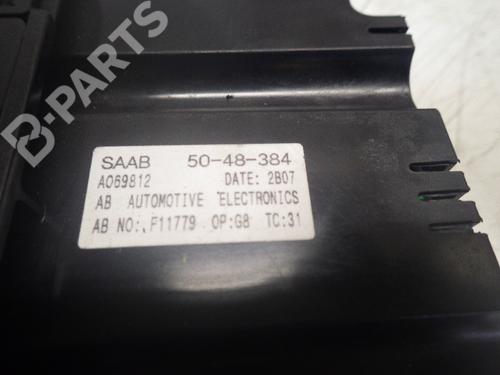 B-PARTS
SAAB 50-48-384
A069812 DATE: 2B07
AB AUTOMOTIVE ELECTRONICS
AB NO:.F11779 OP:G8 TC:31